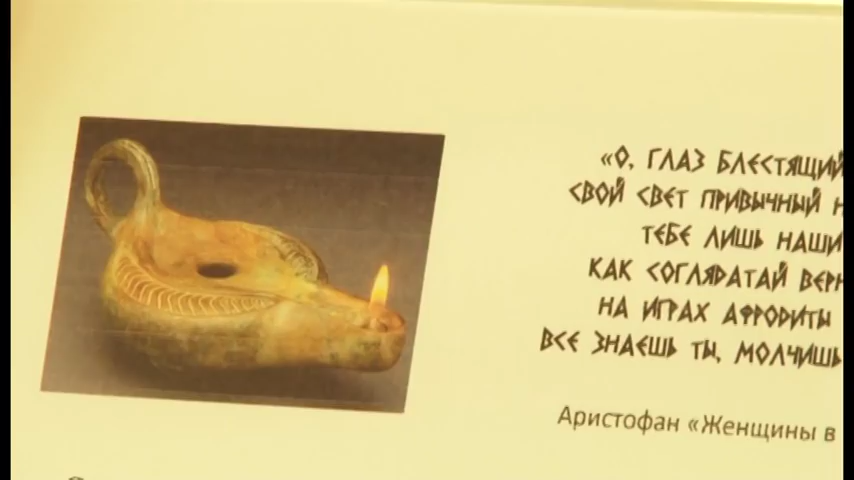 «О, ГЛАЗ БЛЕСТЯЩИЙ
СВОЙ СВЕТ ПРИВЫЧНЫЙ
ТЕБЕ ЛИШЬ НАШИ
КАК СОГЛЯДАТАЙ
НА ИГРАХ АФРОДИТЫ
ВСЕ ЗНАЕШЬ ТЫ, МОЛЧИШЬ
Аристофан «Женщины в